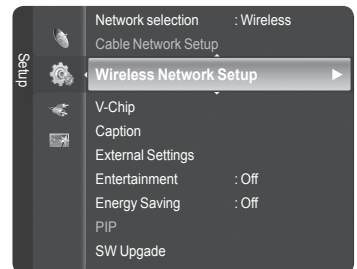 Setup
Network selection : Wireless
Cable Network Setup
Wireless Network Setup
V-Chip
Caption
External Settings
Entertainment : Off
Energy Saving : Off
PIP
SW Upgade